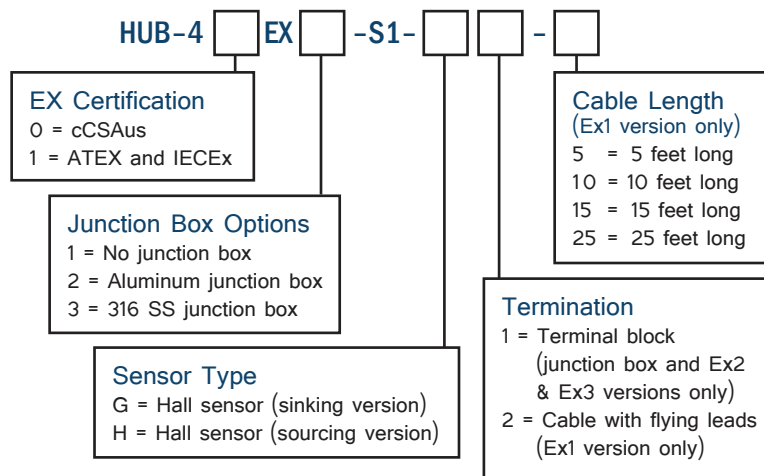 HUB-4 EX -S1- -
EX Certification
0 = cCSAus
1 = ATEX and IECEx
Junction Box Options
1 = No junction box
2 = Aluminum junction box
3 = 316 SS junction box
Sensor Type
G = Hall sensor (sinking version)
H = Hall sensor (sourcing version)
Termination
1 = Terminal block
(junction box and Ex2
& Ex3 versions only)
2 = Cable with flying leads
(Ex1 version only)
Cable Length
(Ex1 version only)
5 = 5 feet long
10 = 10 feet long
15 = 15 feet long
25 = 25 feet long